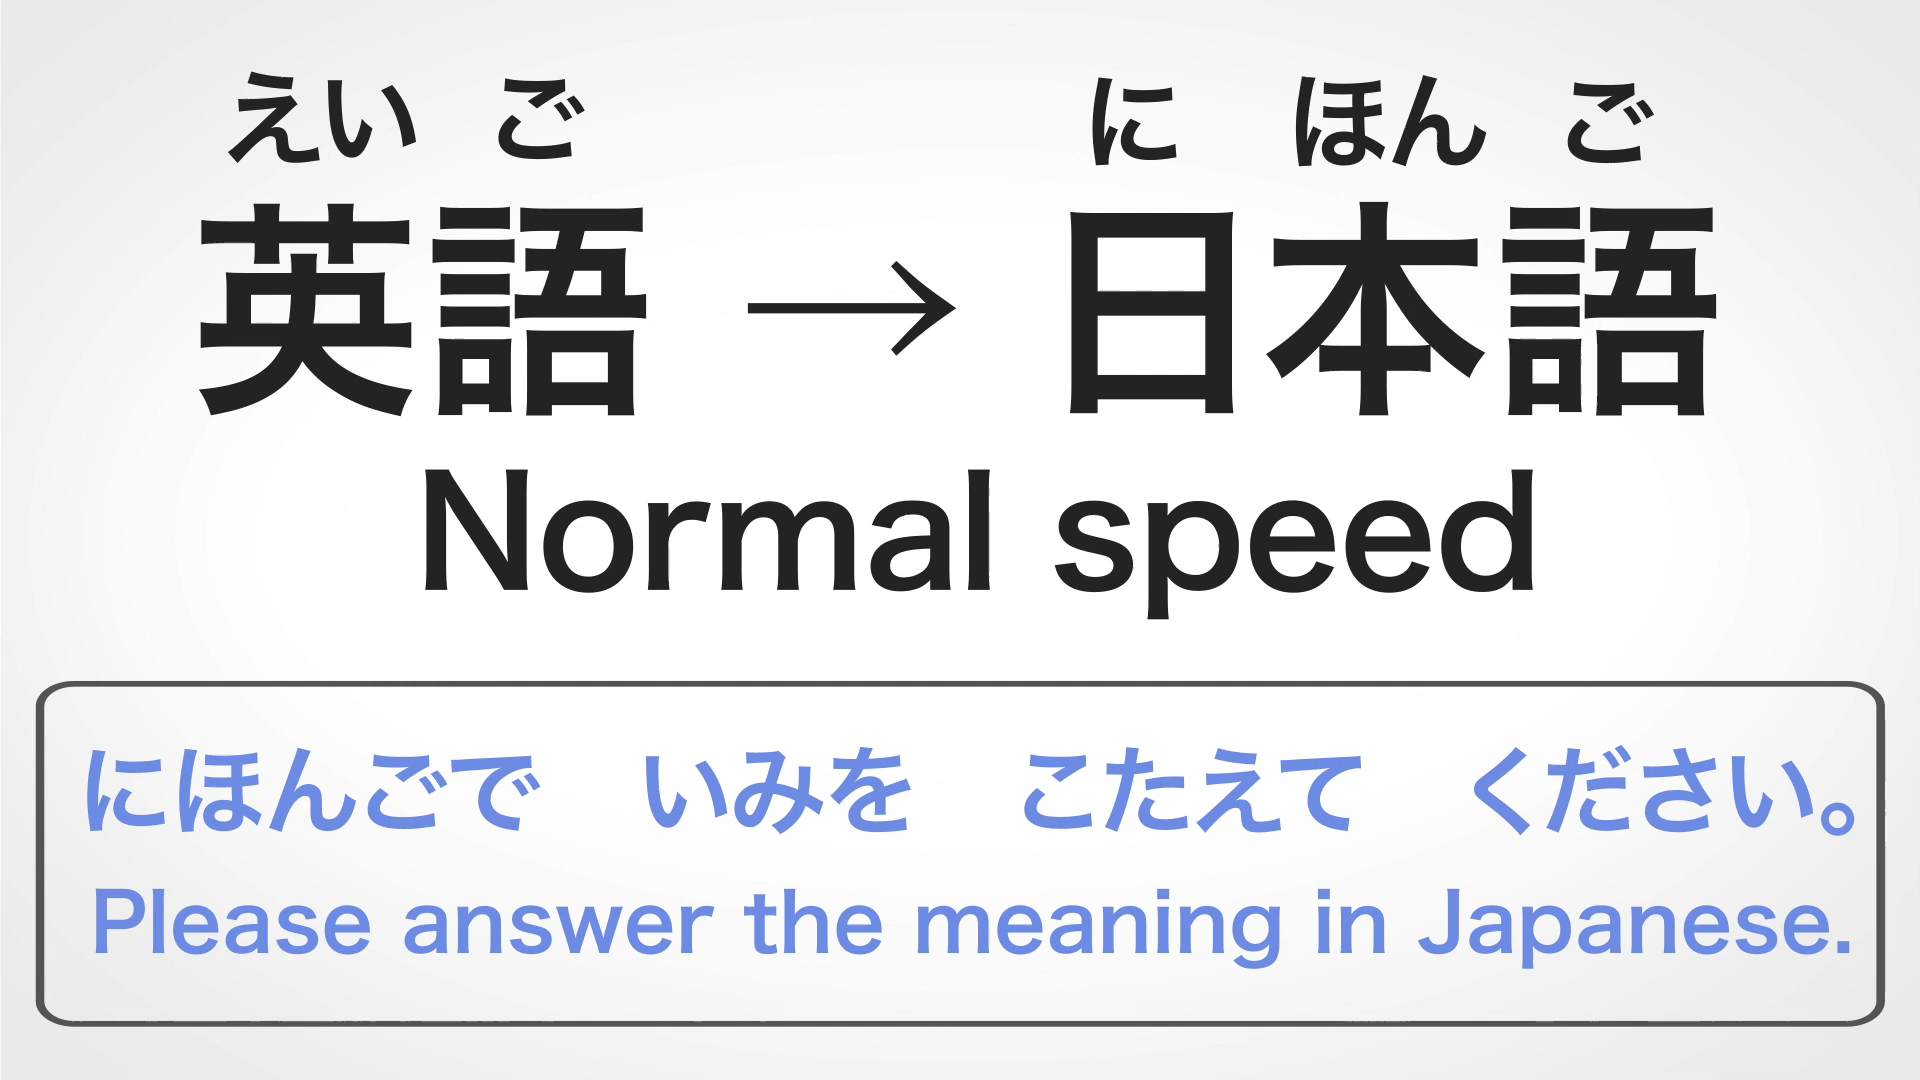 えい ご に ほん ご
英語 → 日本語
Normal speed
にほんごで　いみを　こたえて　ください。
Please answer the meaning in Japanese.